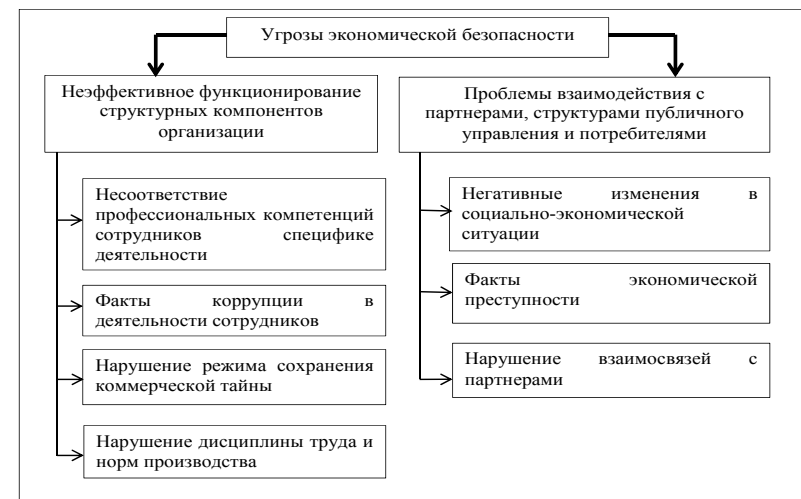 Угрозы экономической безопасности
Неэффективное функционирование
структурных компонентов
организации
Проблемы взаимодействия с
партнерами, структурами публичного
управления и потребителями
Несоответствие
профессиональных компетенций
сотрудников специфике
деятельности
Факты коррупции в
деятельности сотрудников
Нарушение режима сохранения
коммерческой тайны
Нарушение дисциплины труда и
норм производства
Негативные изменения в
социально-экономической
ситуации
Факты экономической
преступности
Нарушение взаимосвязей с
партнерами